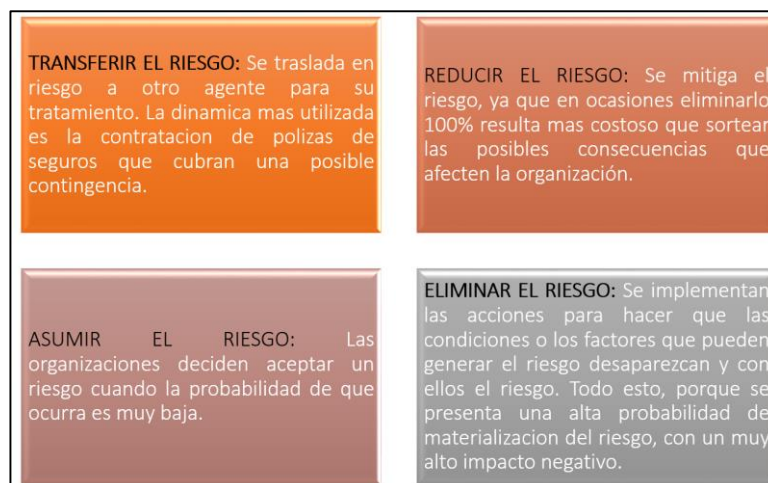 TRANSFERIR EL RIESGO: Se traslada en
riesgo a otro agente para su
tratamiento. La dinamica mas utilizada
es la contratacion de polizas de
seguros que cubran una posible
contingencia.
REDUCIR EL RIESGO: Se mitiga el
riesgo, ya que en ocasiones eliminarlo
100% resulta mas costoso que sortear
las posibles consecuencias que
afecten la organización.
ASUMIR EL RIESGO: Las
organizaciones deciden aceptar un
riesgo cuando la probabilidad de que
ocurra es muy baja.
ELIMINAR EL RIESGO: Se implementan
las acciones para hacer que las
condiciones o los factores que pueden
generar el riesgo desaparezcan y con
ellos el riesgo. Todo esto, porque se
presenta una alta probabilidad de
materializacion del riesgo, con un muy
alto impacto negativo.